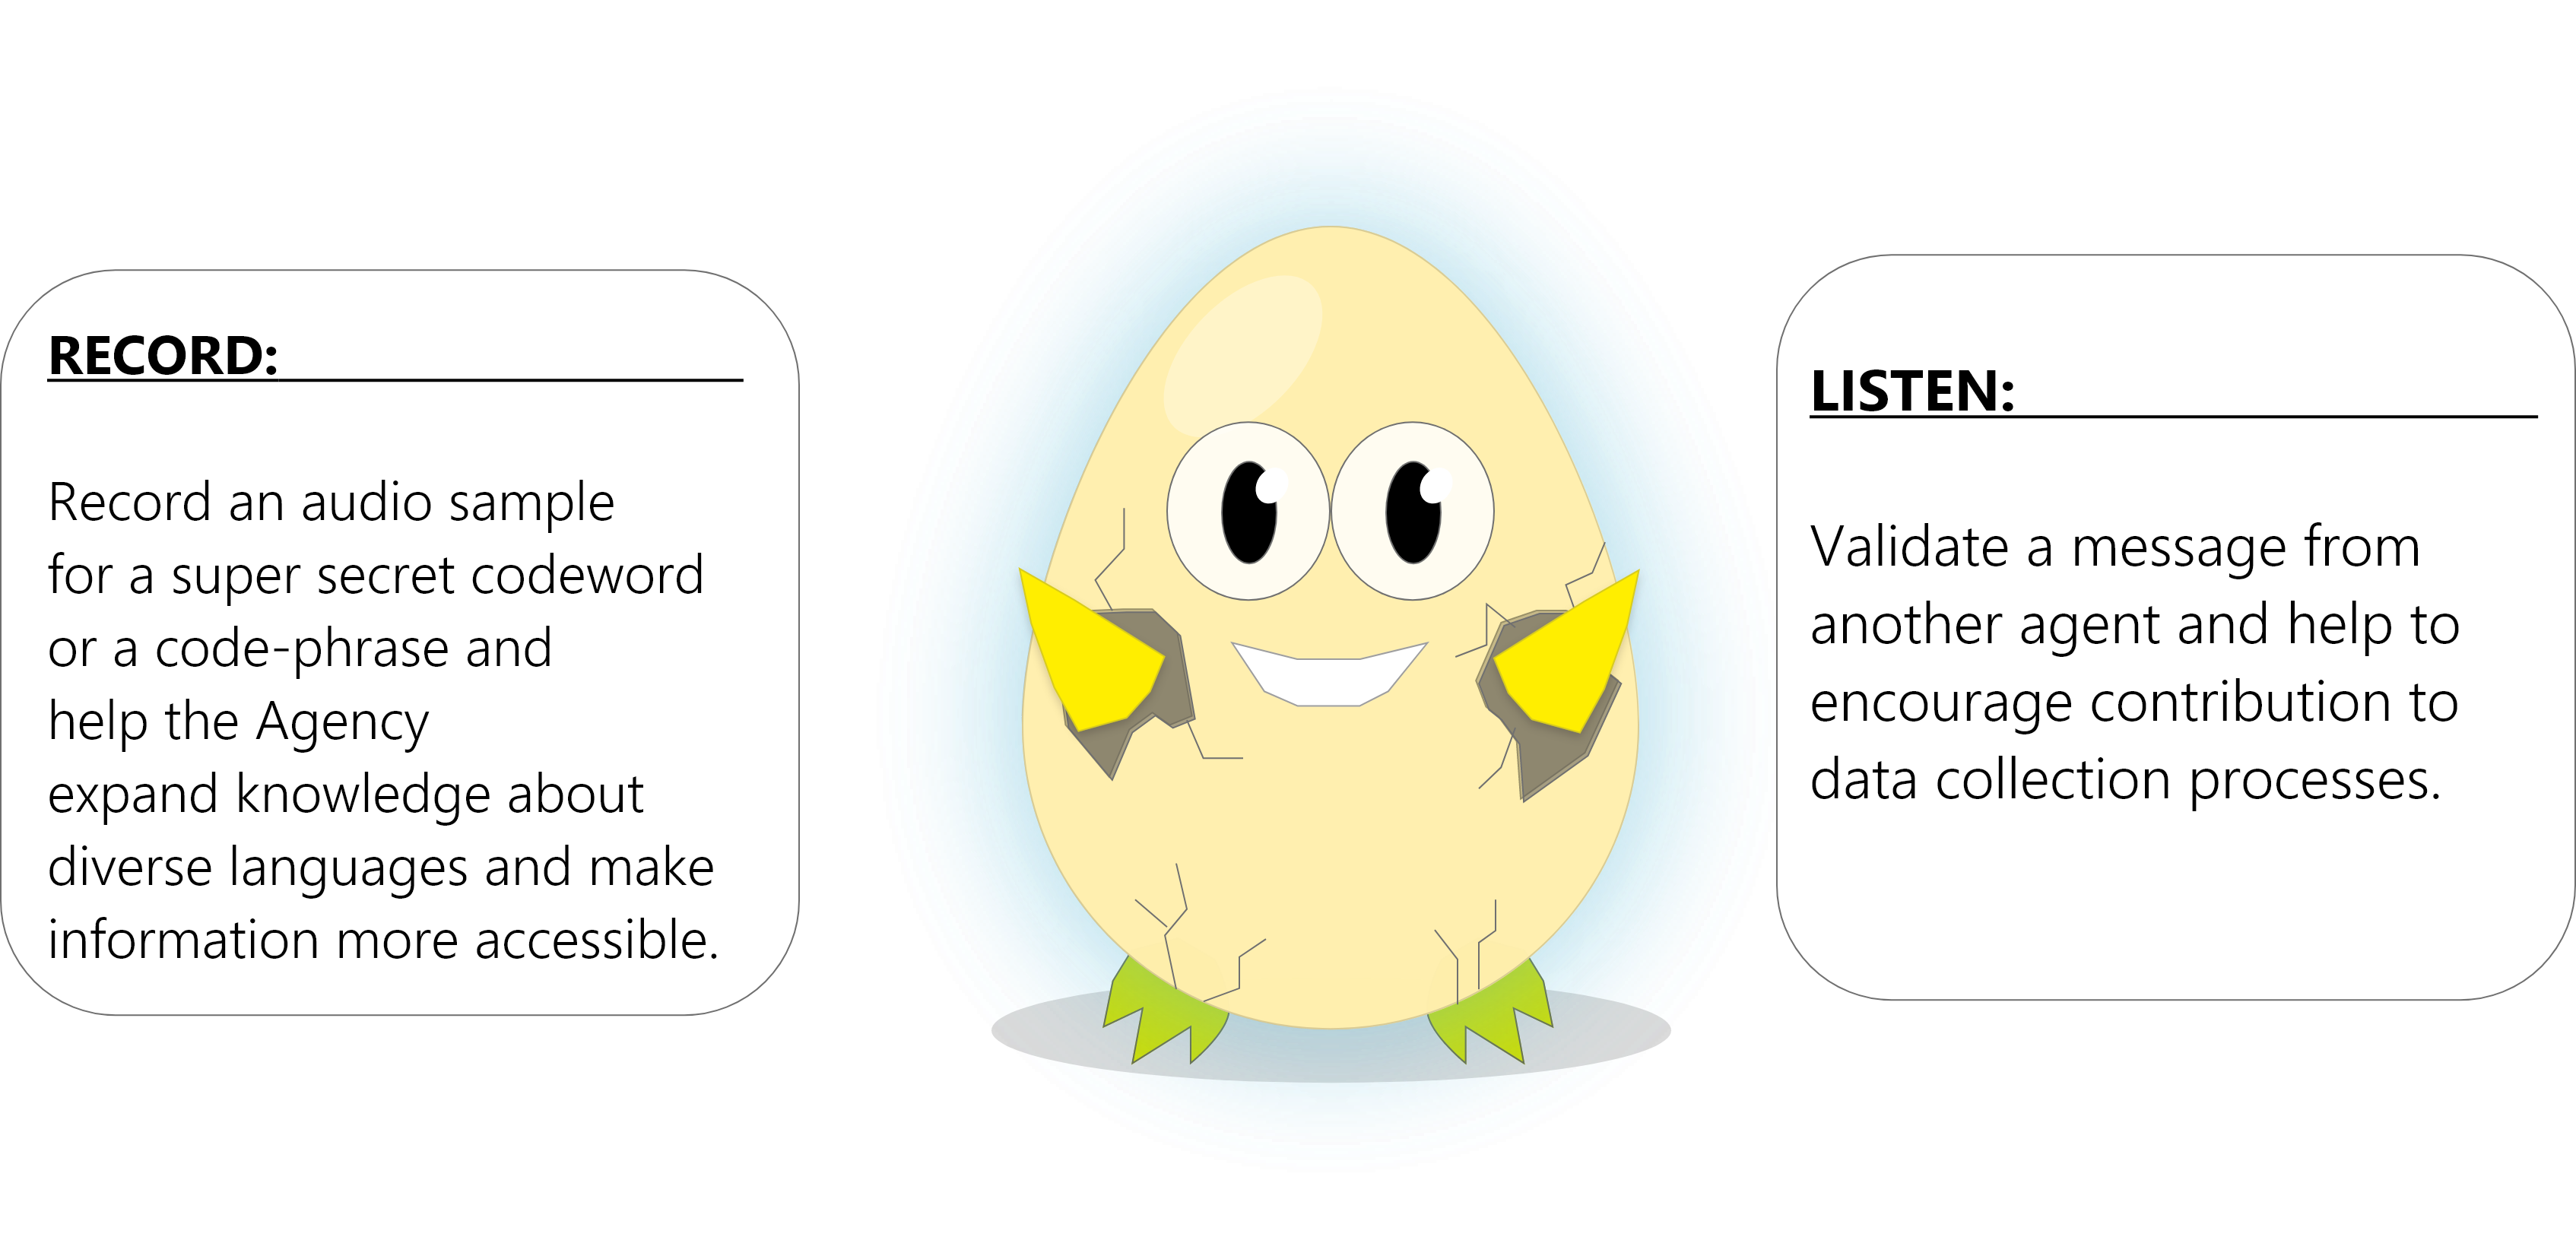 RECORD:
Record an audio sample
for a super secret codeword
or a code-phrase and
help the Agency
expand knowledge about
diverse languages and make
information more accessible.
LISTEN:
Validate a message from
another agent and help to
encourage contribution to
data collection processes.